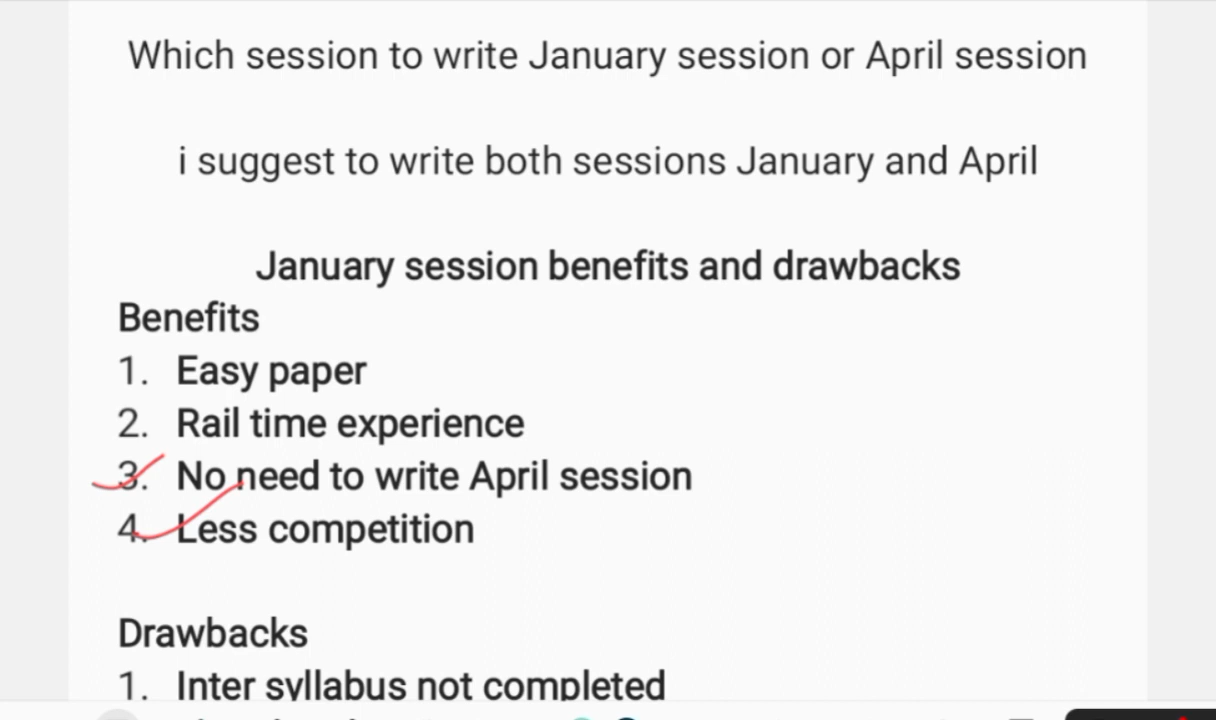 Which session to write January session or April session
i suggest to write both sessions January and April
January session benefits and drawbacks
Benefits
1. Easy paper
2. Rail time experience
3. No need to write April session
4. Less competition
Drawbacks
1. Inter syllabus not completed